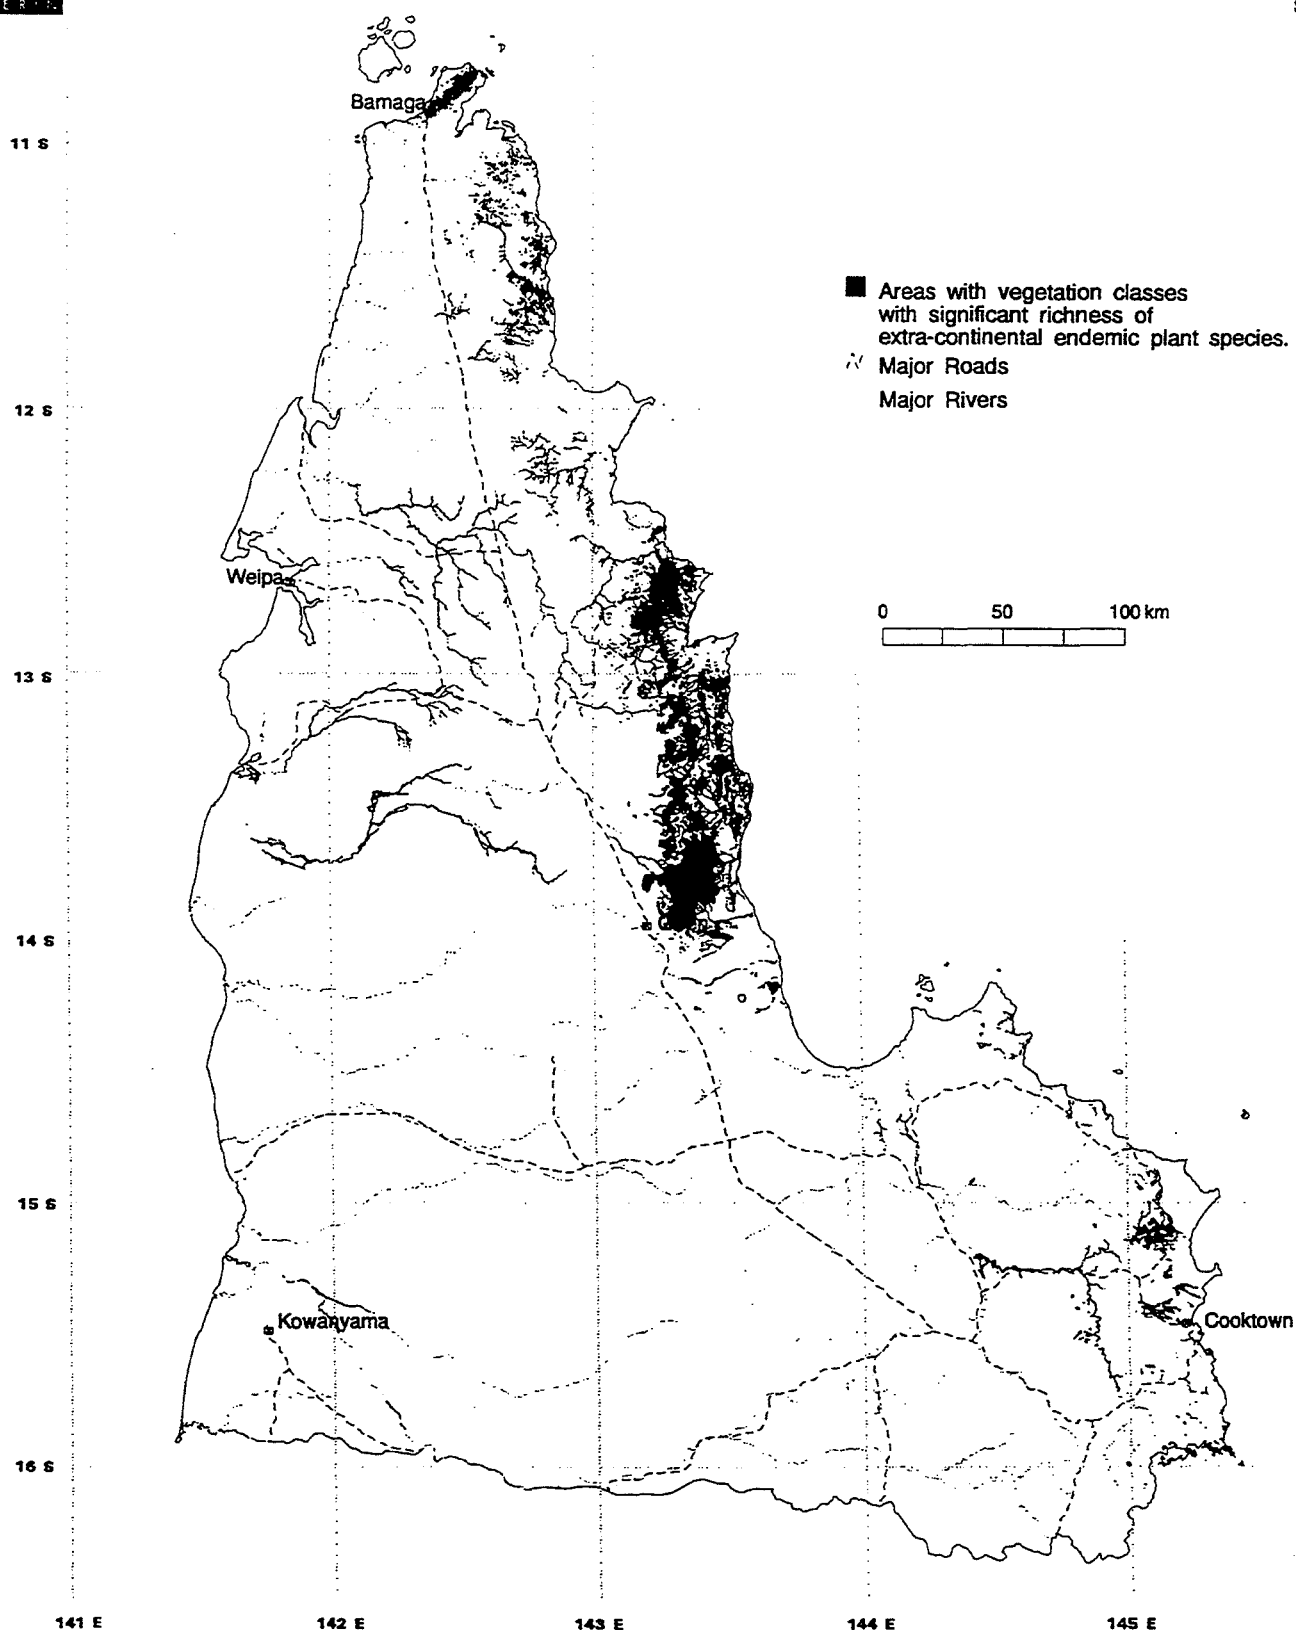 ERIN
Bamaga
11 S
Areas with vegetation classes
with significant richness of
extra-continental endemic plant species.
Major Roads
Major Rivers
12 S
Weipa
0 50 100 km
13 S
14 S
15 S
Kowanyama
Cooktown
16 S
141 E 142 E 143 E 144 E 145 E